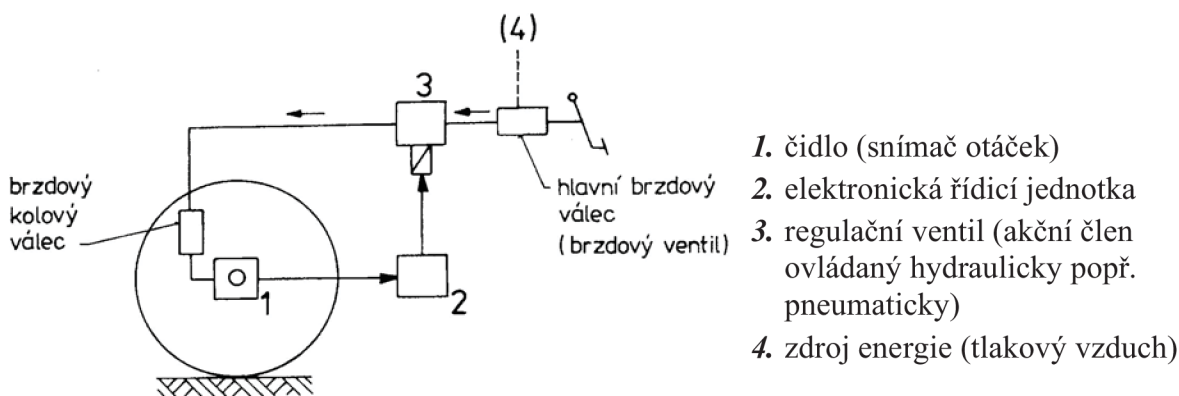 (4)
3
brzdový
kolový
válec
hlavní brzdový
válec
(brzdový ventil)
1
2
1. čidlo (snímač otáček)
2. elektronická řídicí jednotka
3. regulační ventil (akční člen
ovládaný hydraulicky popř.
pneumaticky)
4. zdroj energie (tlakový vzduch)